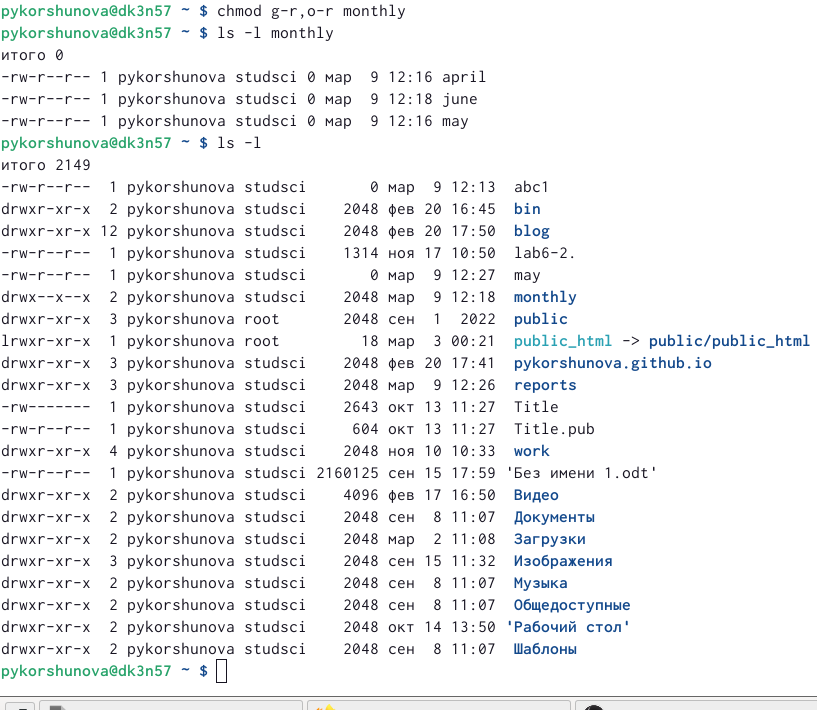 pykorshunova@dk3n57 ~ $ chmod g-r,o-r monthly
pykorshunova@dk3n57 ~ $ ls -l monthly
итого 0
-rw-r--r-- 1 pykorshunova studsci 0 мар  9 12:16 april
-rw-r--r-- 1 pykorshunova studsci 0 мар  9 12:18 june
-rw-r--r-- 1 pykorshunova studsci 0 мар  9 12:16 may
pykorshunova@dk3n57 ~ $ ls -l
итого 2149
-rw-r--r--  1 pykorshunova studsci       0 мар  9 12:13  abc1
drwxr-xr-x  2 pykorshunova studsci    2048 фев 20 16:45  bin
drwxr-xr-x 12 pykorshunova studsci    2048 фев 20 17:50  blog
-rw-r--r--  1 pykorshunova studsci    1314 ноя 17 10:50  lab6-2.
-rw-r--r--  1 pykorshunova studsci       0 мар  9 12:27  may
drwx--x--x  2 pykorshunova studsci    2048 мар  9 12:18  monthly
drwxr-xr-x  3 pykorshunova root       2048 сен  1  2022  public
lrwxr-xr-x  1 pykorshunova root         18 мар  3 00:21  public_html -> public/public_html
drwxr-xr-x  3 pykorshunova studsci    2048 фев 20 17:41  pykorshunova.github.io
drwxr-xr-x  3 pykorshunova studsci    2048 мар  9 12:26  reports
-rw-------  1 pykorshunova studsci    2643 окт 13 11:27  Title
-rw-r--r--  1 pykorshunova studsci     604 окт 13 11:27  Title.pub
drwxr-xr-x  4 pykorshunova studsci    2048 ноя 10 10:33  work
-rw-r--r--  1 pykorshunova studsci 2160125 сен 15 17:59 'Без имени 1.odt'
drwxr-xr-x  2 pykorshunova studsci    4096 фев 17 16:50  Видео
drwxr-xr-x  2 pykorshunova studsci    2048 сен  8 11:07  Документы
drwxr-xr-x  2 pykorshunova studsci    2048 мар  2 11:08  Загрузки
drwxr-xr-x  3 pykorshunova studsci    2048 сен 15 11:32  Изображения
drwxr-xr-x  2 pykorshunova studsci    2048 сен  8 11:07  Музыка
drwxr-xr-x  2 pykorshunova studsci    2048 сен  8 11:07  Общедоступные
drwxr-xr-x  2 pykorshunova studsci    2048 окт 14 13:50 'Рабочий стол'
drwxr-xr-x  2 pykorshunova studsci    2048 сен  8 11:07  Шаблоны
pykorshunova@dk3n57 ~ $